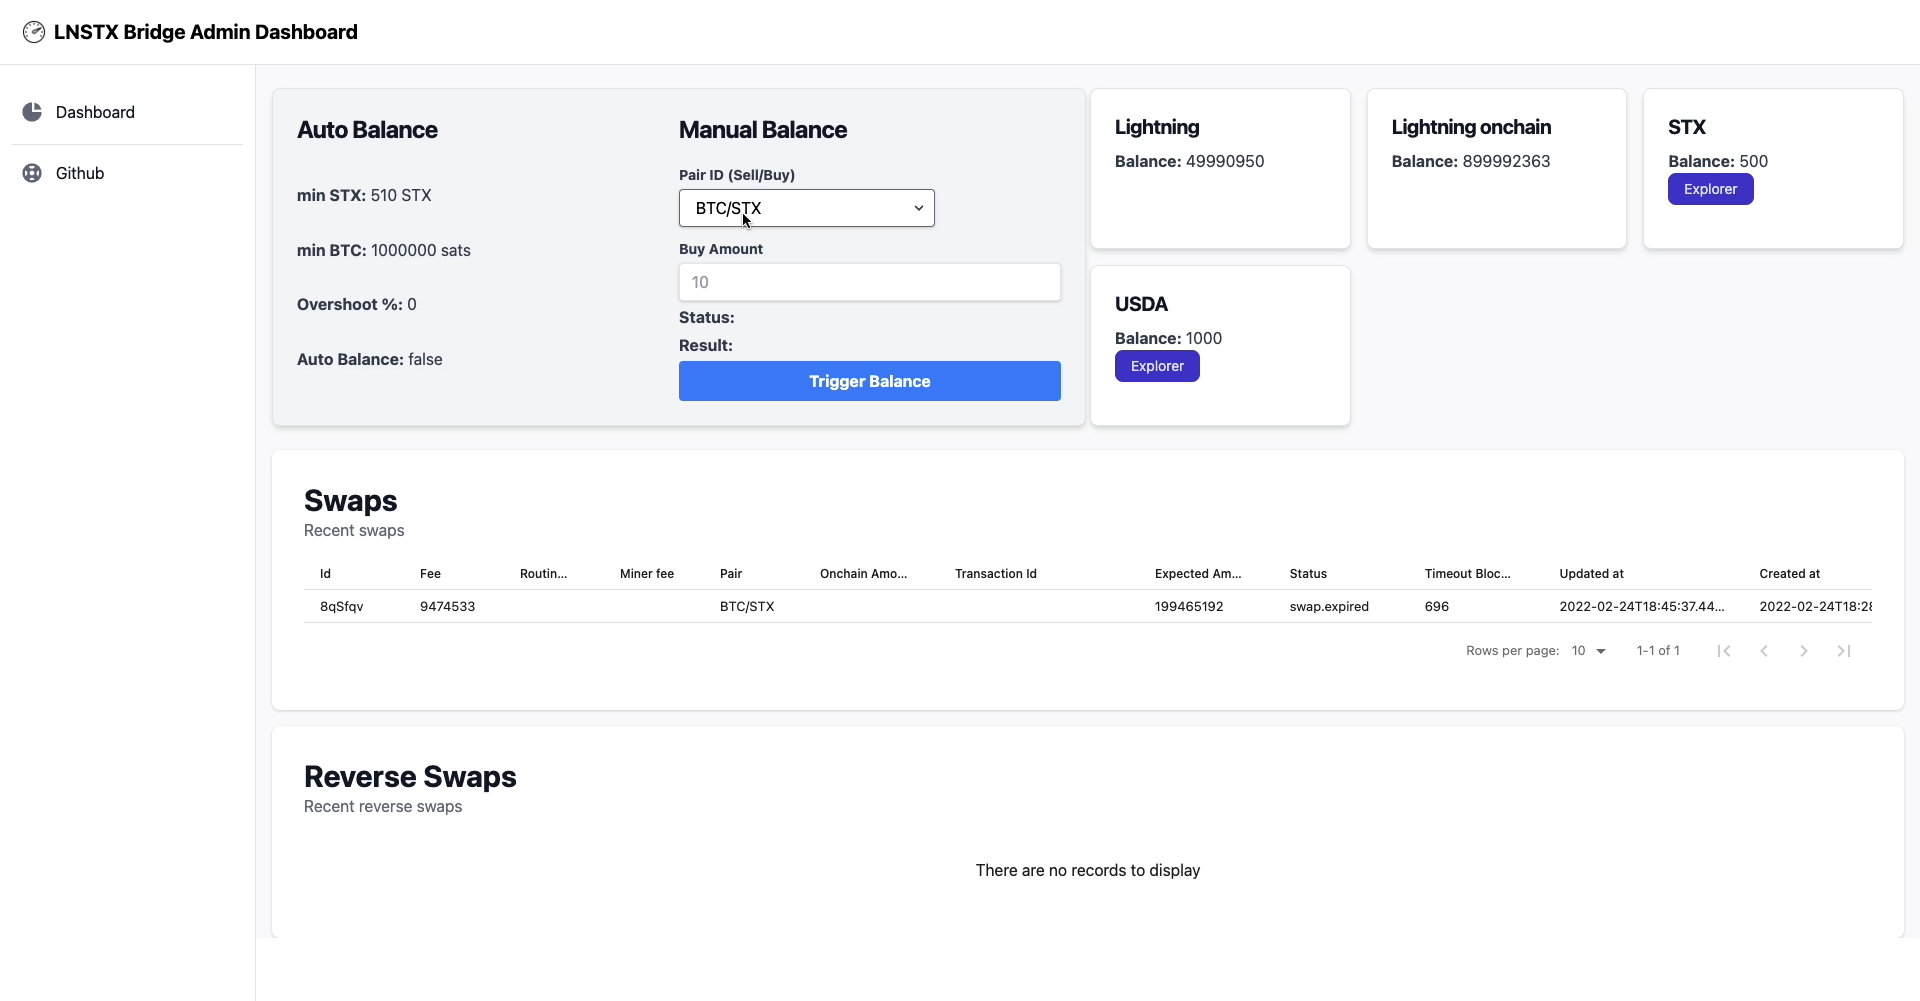 LNSTX Bridge Admin Dashboard
Dashboard
Github
Auto Balance
min STX: 510 STX
min BTC: 1000000 sats
Overshoot %: 0
Auto Balance: false
Manual Balance
Pair ID (Sell/Buy)
BTC/STX
Buy Amount
10
Status:
Result:
Trigger Balance
Lightning
Balance: 49990950
Lightning onchain
Balance: 899992363
STX
Balance: 500
Explorer
USDA
Balance: 1000
Explorer
Swaps
Recent swaps
Id Fee Routin... Miner fee Pair Onchain Amo... Transaction Id Expected Am... Status Timeout Bloc... Updated at Created at
8qSfqv 9474533 BTC/STX 199465192 swap.expired 696 2022-02-24T18:45:37.44... 2022-02-24T18:28
Rows per page: 10 1-1 of 1
Reverse Swaps
Recent reverse swaps
There are no records to display